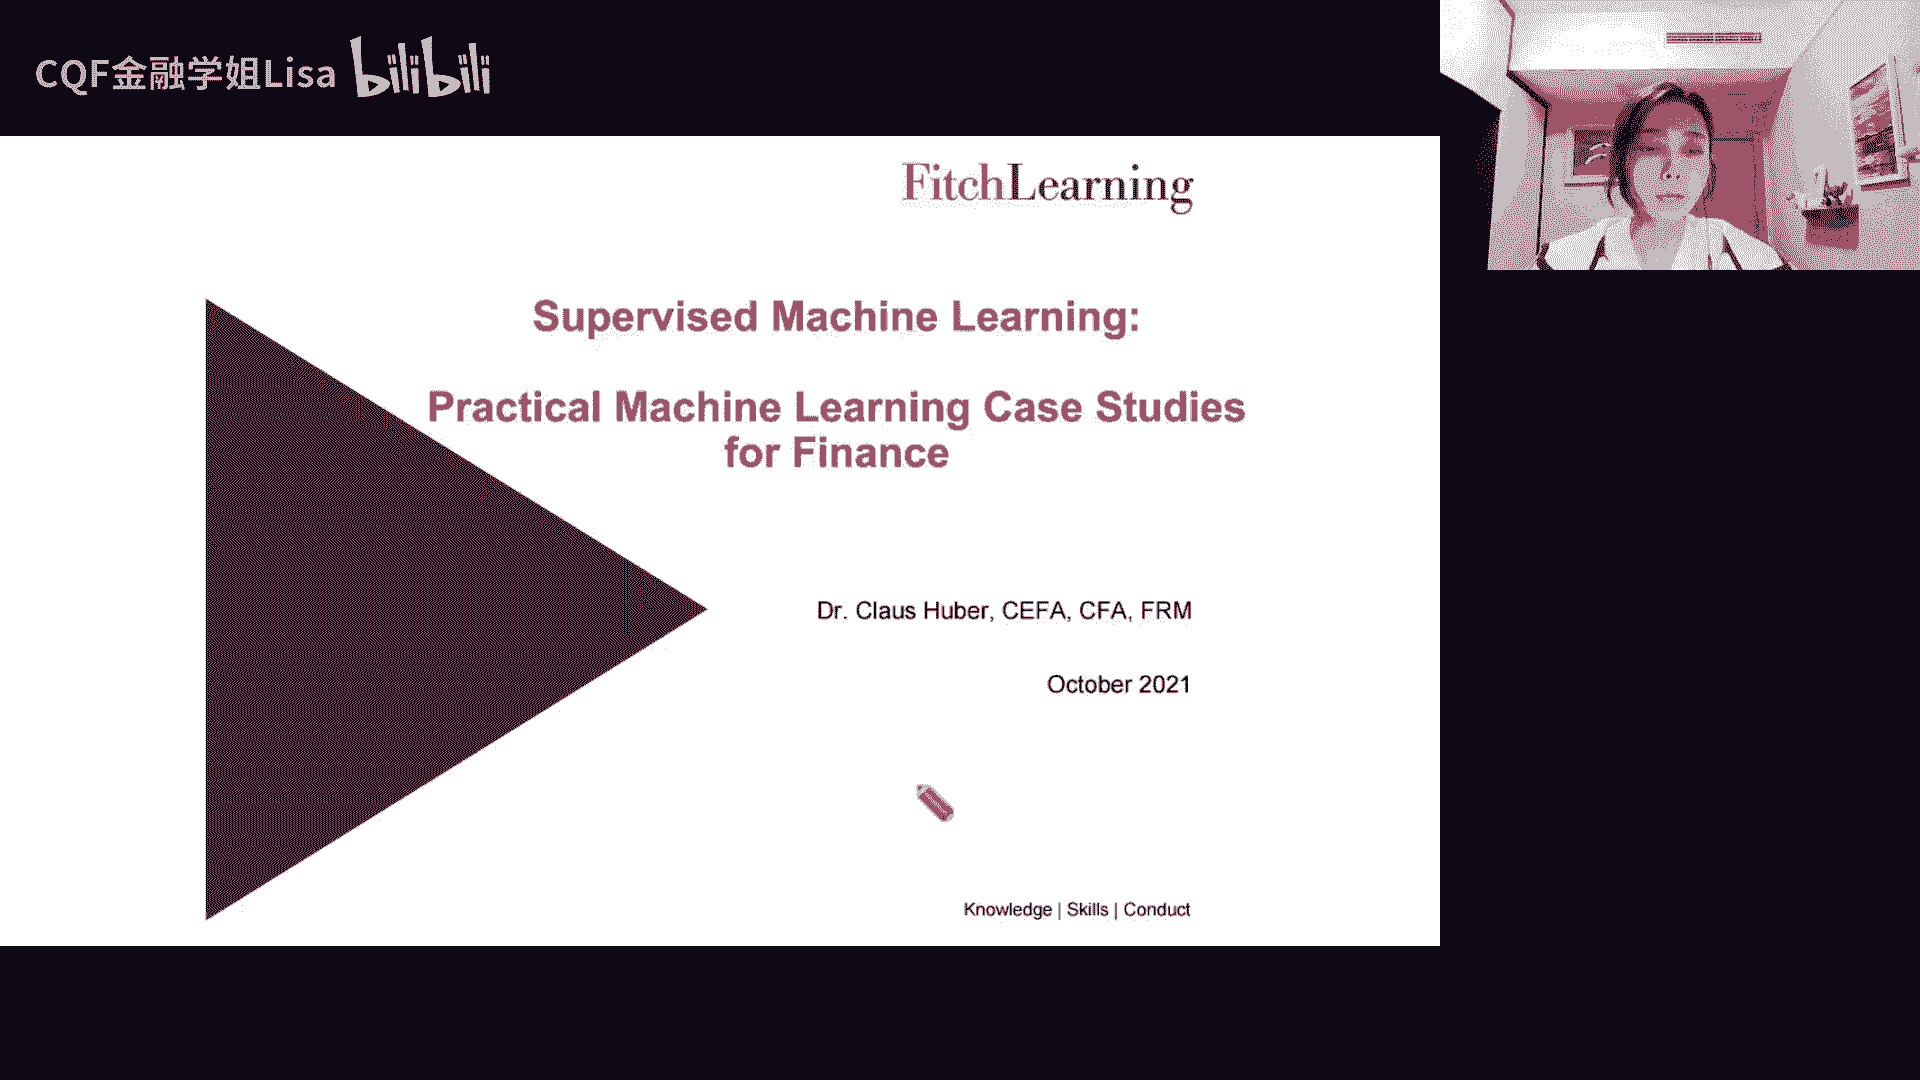 CQF金融学姐Lisa bilibili
FitchLearning
Supervised Machine Learning:
Practical Machine Learning Case Studies
for Finance
Dr. Claus Huber, CEFA, CFA, FRM
October 2021
Knowledge | Skills | Conduct